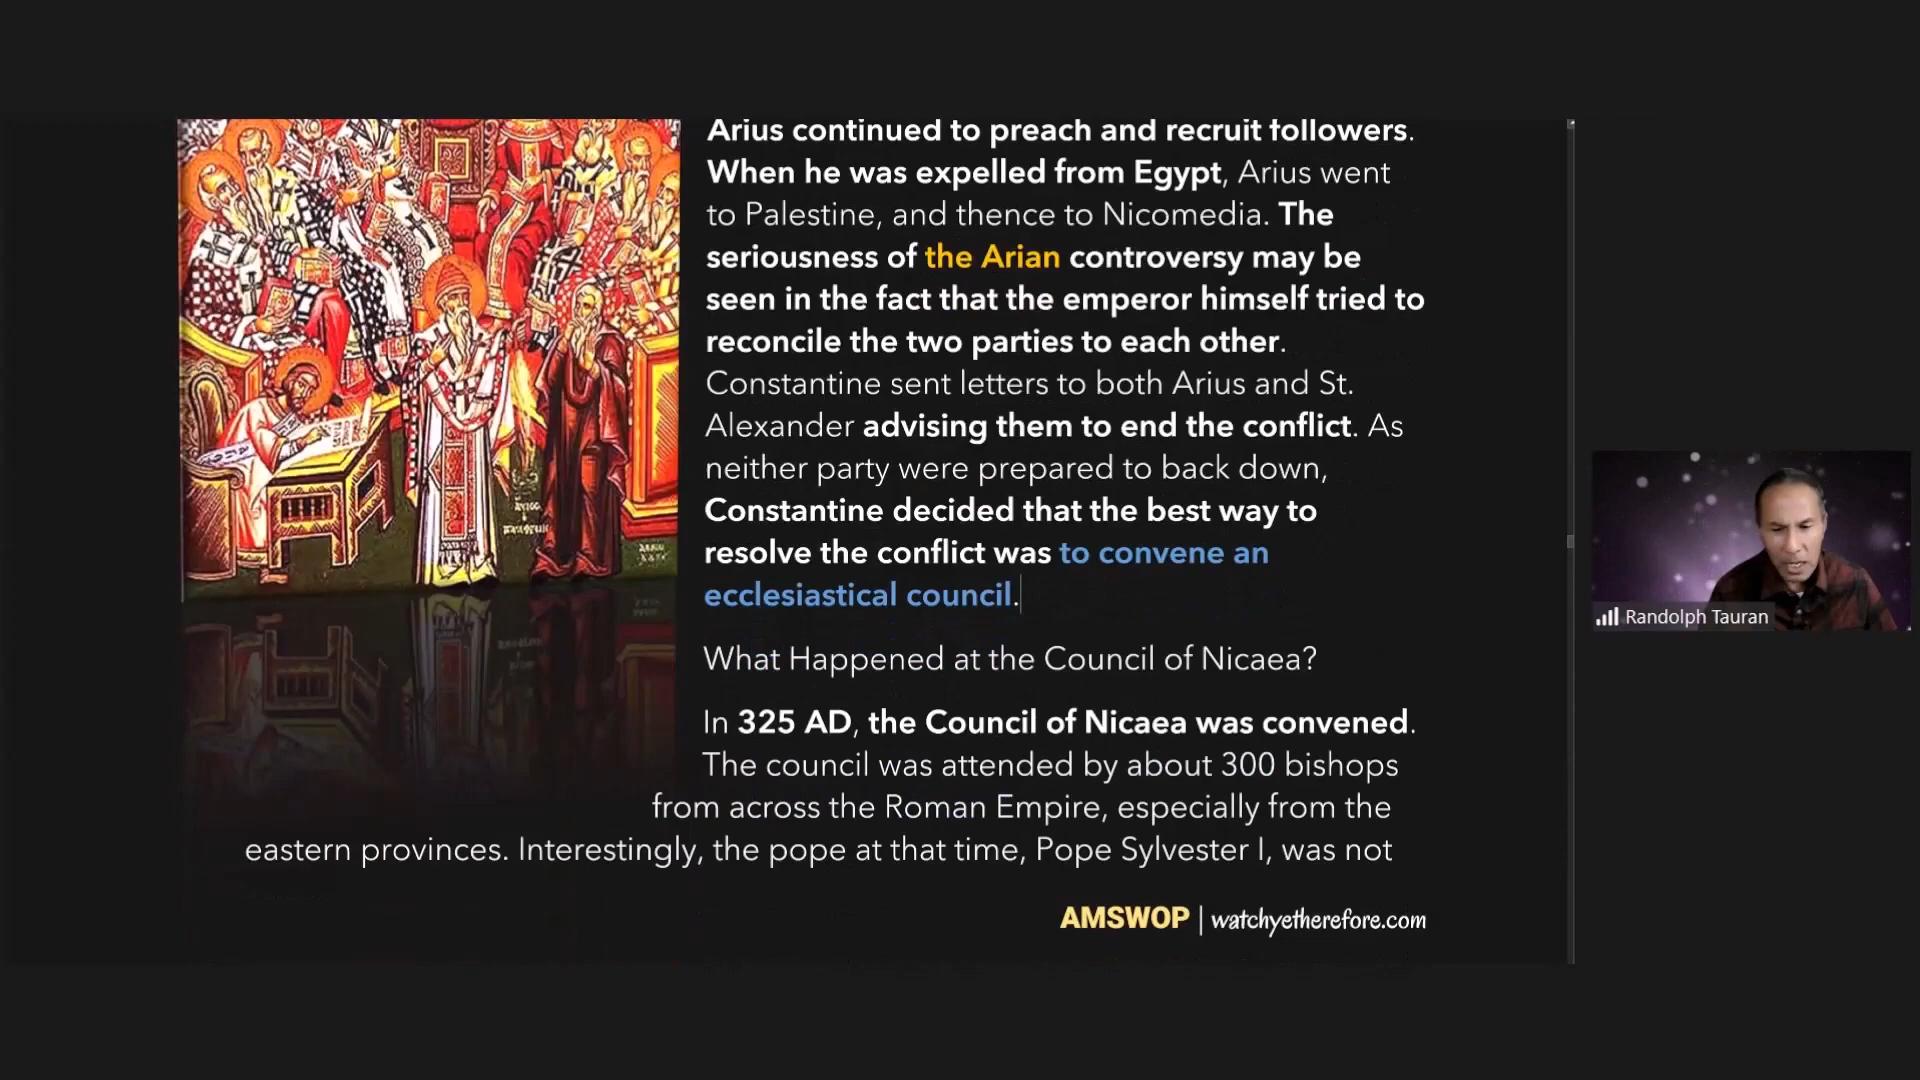 Arius continued to preach and recruit followers.
When he was expelled from Egypt, Arius went
to Palestine, and thence to Nicomedia. The
seriousness of the Arian controversy may be
seen in the fact that the emperor himself tried to
reconcile the two parties to each other.
Constantine sent letters to both Arius and St.
Alexander advising them to end the conflict. As
neither party were prepared to back down,
Constantine decided that the best way to
resolve the conflict was to convene an
ecclesiastical council.
What Happened at the Council of Nicaea?
In 325 AD, the Council of Nicaea was convened.
The council was attended by about 300 bishops
from across the Roman Empire, especially from the
eastern provinces. Interestingly, the pope at that time, Pope Sylvester I, was not
AMSWOP | watchyetherefore.com
Randolph Tauran